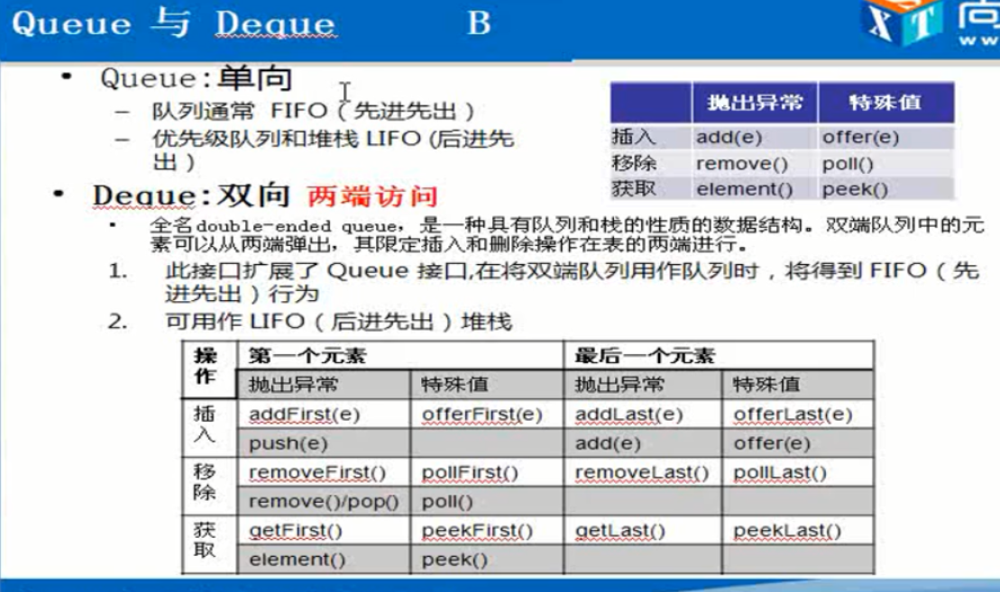 Queue 与 Deque B
XST 尚
ww
• Queue:单向
– 队列通常 FIFO（先进先出）
– 优先级队列和堆栈 LIFO (后进先
出）
抛出异常 特殊值
插入 add(e) offer(e)
移除 remove() poll()
获取 element() peek()
• Deque:双向 两端访问
• 全名double-ended queue，是一种具有队列和栈的性质的数据结构。双端队列中的元
素可以从两端弹出，其限定插入和删除操作在表的两端进行。
1. 此接口扩展了 Queue 接口,在将双端队列用作队列时，将得到 FIFO（先
进先出）行为
2. 可用作 LIFO（后进先出）堆栈
操作 第一个元素 最后一个元素
抛出异常 特殊值 抛出异常 特殊值
插入 addFirst(e) offerFirst(e) addLast(e) offerLast(e)
push(e) add(e) offer(e)
移除 removeFirst() pollFirst() removeLast() pollLast()
remove()/pop() poll()
获取 getFirst() peekFirst() getLast() peekLast()
element() peek()